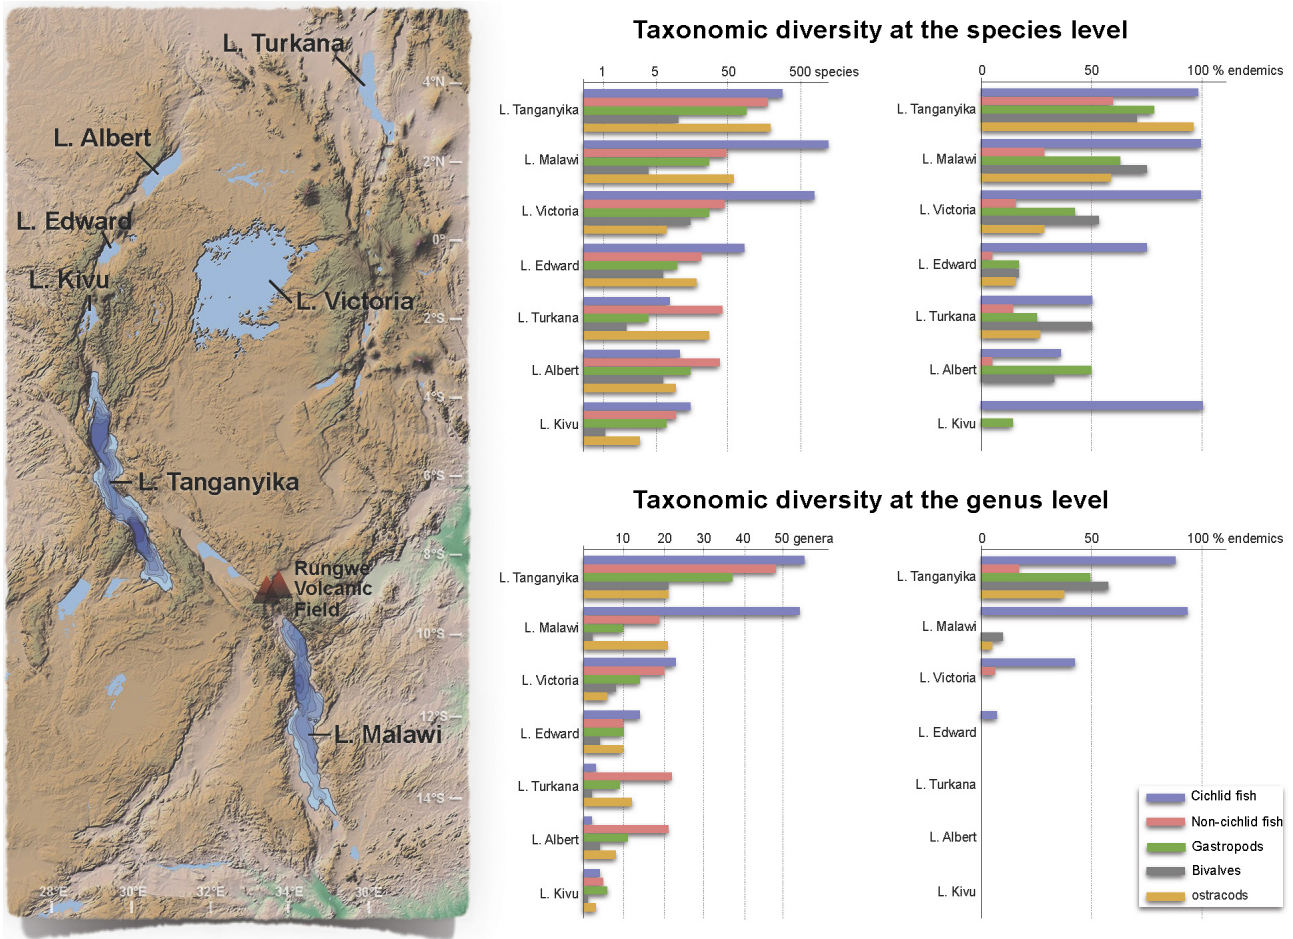 L. Turkana
4°N
L. Albert
2°N
L. Edward
0°
L. Kivu
L. Victoria
2°S
4°S
6°S
L. Tanganyika
8°S
Rungwe
Volcanic
Field
10°S
12°S
L. Malawi
14°S
28°E 30°E 32°E 34°E 36°E
Taxonomic diversity at the species level
1 5 50 500 species
L. Tanganyika
L. Malawi
L. Victoria
L. Edward
L. Turkana
L. Albert
L. Kivu
0 50 100 % endemics
L. Tanganyika
L. Malawi
L. Victoria
L. Edward
L. Turkana
L. Albert
L. Kivu
Taxonomic diversity at the genus level
10 20 30 40 50 genera
L. Tanganyika
L. Malawi
L. Victoria
L. Edward
L. Turkana
L. Albert
L. Kivu
0 50 100 % endemics
L. Tanganyika
L. Malawi
L. Victoria
L. Edward
L. Turkana
L. Albert
L. Kivu
Cichlid fish
Non-cichlid fish
Gastropods
Bivalves
ostracods